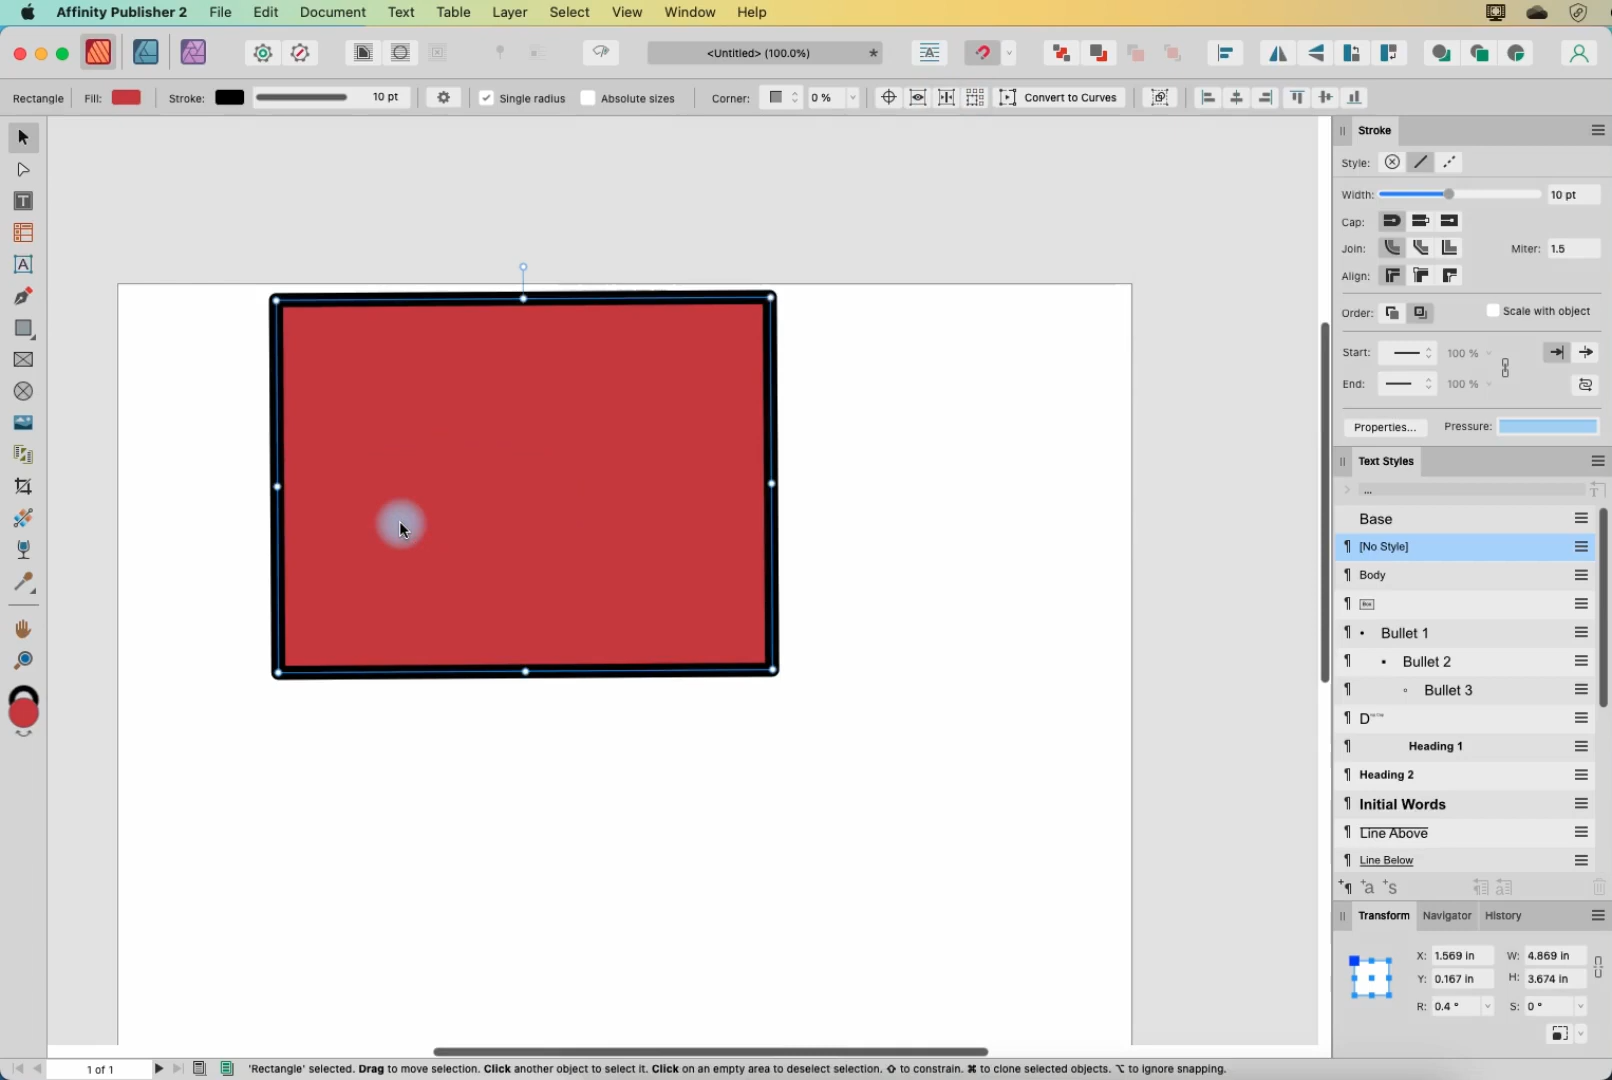 Affinity Publisher 2 File Edit Document Text Table Layer Select View Window Help
<Untitled> (100.0%)
Rectangle Fill: Stroke: 10 pt Single radius Absolute sizes Corner: 0 % Convert to Curves
Stroke
Style:
Width: 10 pt
Cap:
Join: Miter: 1.5
Align:
Order: Scale with object
Start: 100 %
End: 100 %
Properties... Pressure:
Text Styles
...
Base
[No Style]
Body
• Bullet 1
▪ Bullet 2
◦ Bullet 3
Heading 1
Heading 2
Initial Words
Line Above
Line Below
Transform Navigator History
X: 1.569 in W: 4.869 in
Y: 0.167 in H: 3.674 in
R: 0.4 ° S: 0 °
1 of 1 'Rectangle' selected. Drag to move selection. Click another object to select it. Click on an empty area to deselect selection. ⇧ to constrain. ⌘ to clone selected objects. ⌥ to ignore snapping.